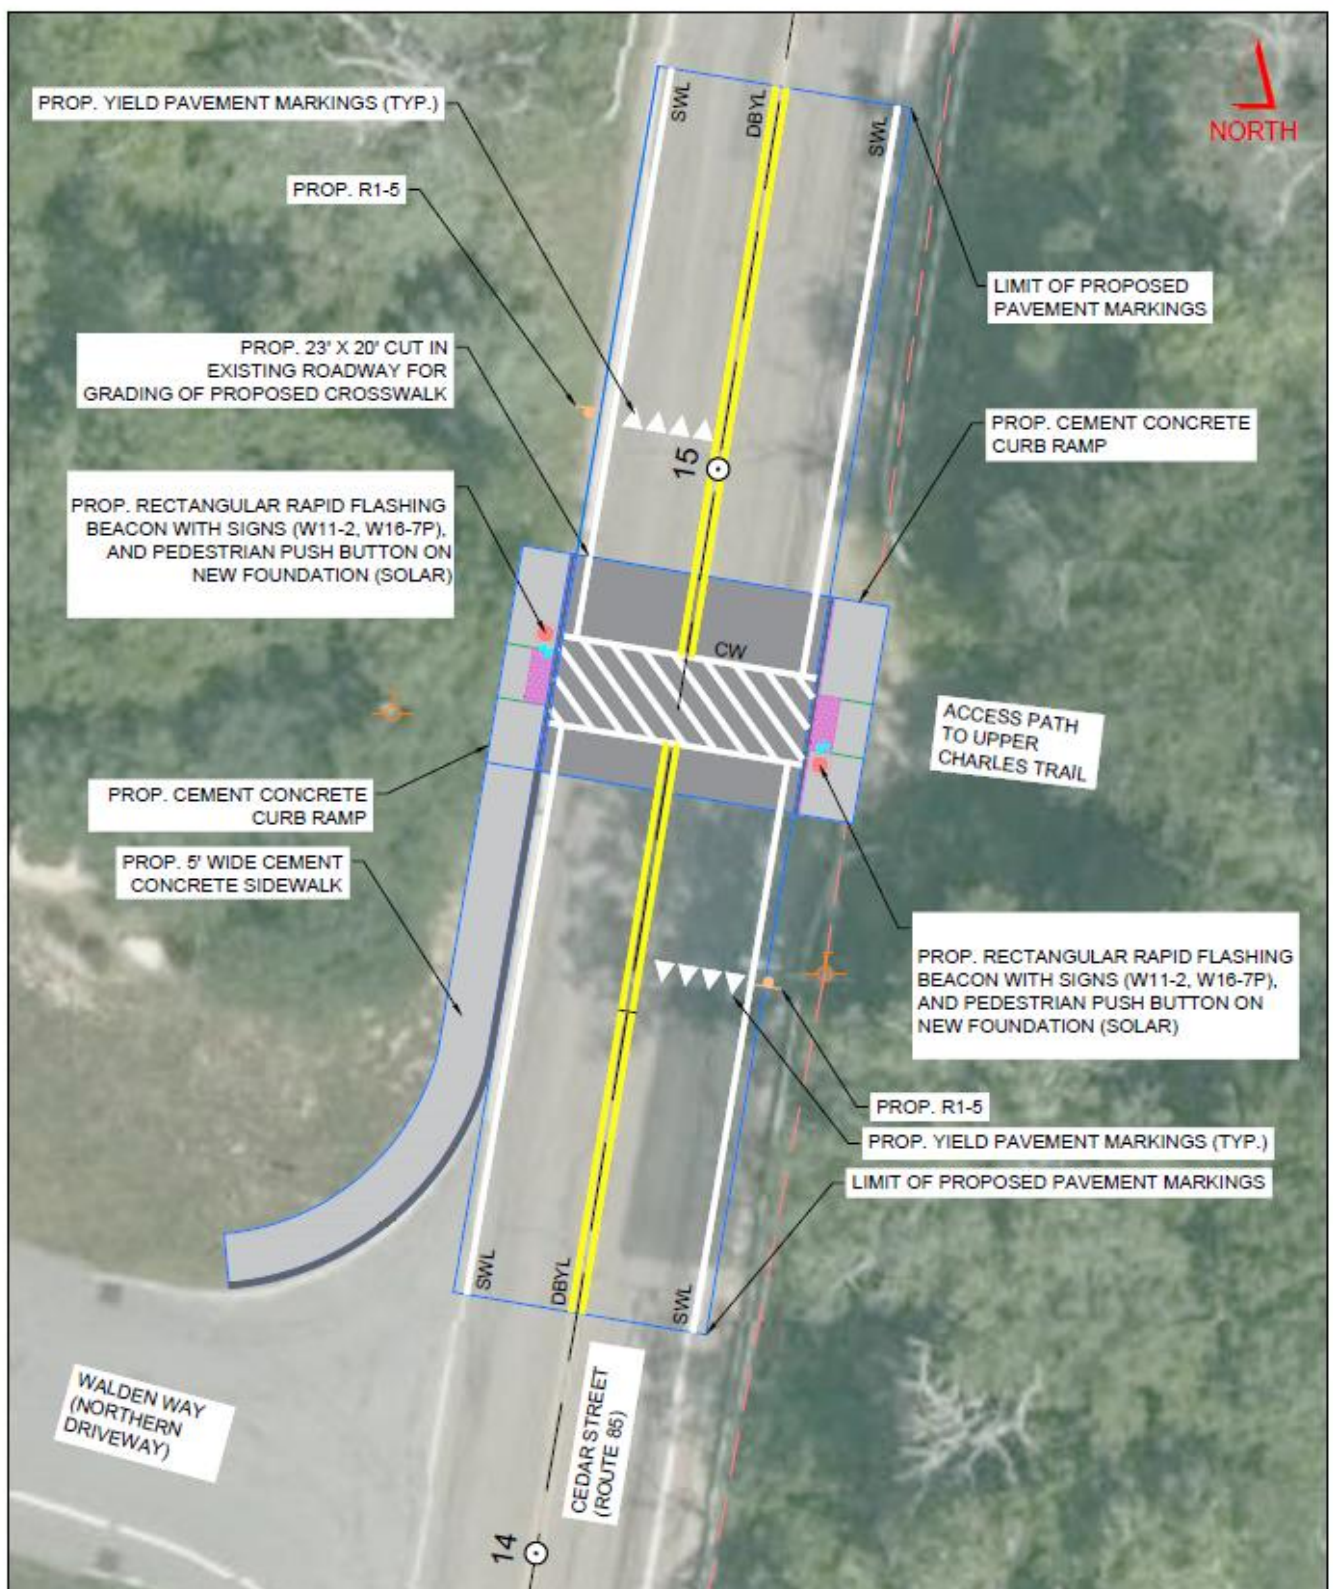 PROP. YIELD PAVEMENT MARKINGS (TYP.)
SWL
DBYL
SWL
NORTH
PROP. R1-5
LIMIT OF PROPOSED
PAVEMENT MARKINGS
PROP. 23' X 20' CUT IN
EXISTING ROADWAY FOR
GRADING OF PROPOSED CROSSWALK
PROP. CEMENT CONCRETE
CURB RAMP
15
PROP. RECTANGULAR RAPID FLASHING
BEACON WITH SIGNS (W11-2, W16-7P),
AND PEDESTRIAN PUSH BUTTON ON
NEW FOUNDATION (SOLAR)
CW
ACCESS PATH
TO UPPER
CHARLES TRAIL
PROP. CEMENT CONCRETE
CURB RAMP
PROP. 5' WIDE CEMENT
CONCRETE SIDEWALK
PROP. RECTANGULAR RAPID FLASHING
BEACON WITH SIGNS (W11-2, W16-7P),
AND PEDESTRIAN PUSH BUTTON ON
NEW FOUNDATION (SOLAR)
PROP. R1-5
PROP. YIELD PAVEMENT MARKINGS (TYP.)
LIMIT OF PROPOSED PAVEMENT MARKINGS
SWL
DBYL
SWL
WALDEN WAY
(NORTHERN
DRIVEWAY)
CEDAR STREET
(ROUTE 85)
14